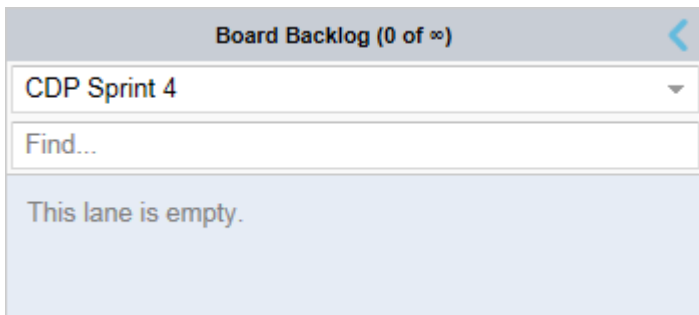 Board Backlog (0 of ∞)
CDP Sprint 4
Find...
This lane is empty.